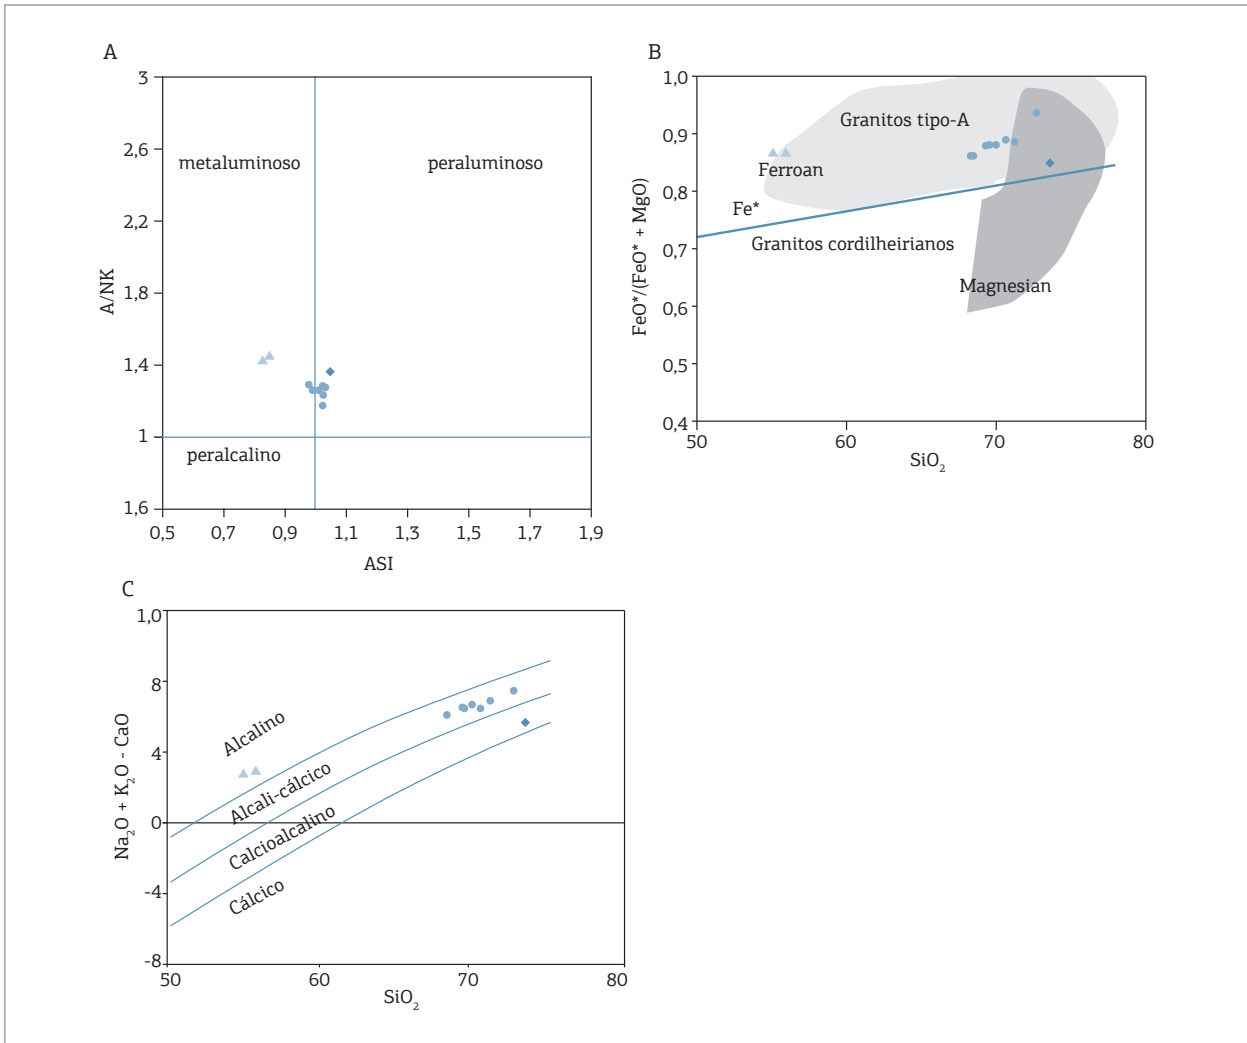 A
3
2,6
2,2
1,8
1,4
1
1,6
A/NK
metaluminoso
peraluminoso
peralcalino
0,5 0,7 0,9 1,1 1,3 1,5 1,7 1,9
ASI
B
1,0
0,9
0,8
0,7
0,6
0,5
0,4
FeO*/(FeO* + MgO)
Granitos tipo-A
Ferroan
Fe*
Granitos cordilheirianos
Magnesian
50 60 70 80
SiO₂
C
1,0
8
4
0
-4
-8
Na₂O + K₂O - CaO
Alcalino
Alcali-cálcico
Calcioalcalino
Cálcico
50 60 70 80
SiO₂